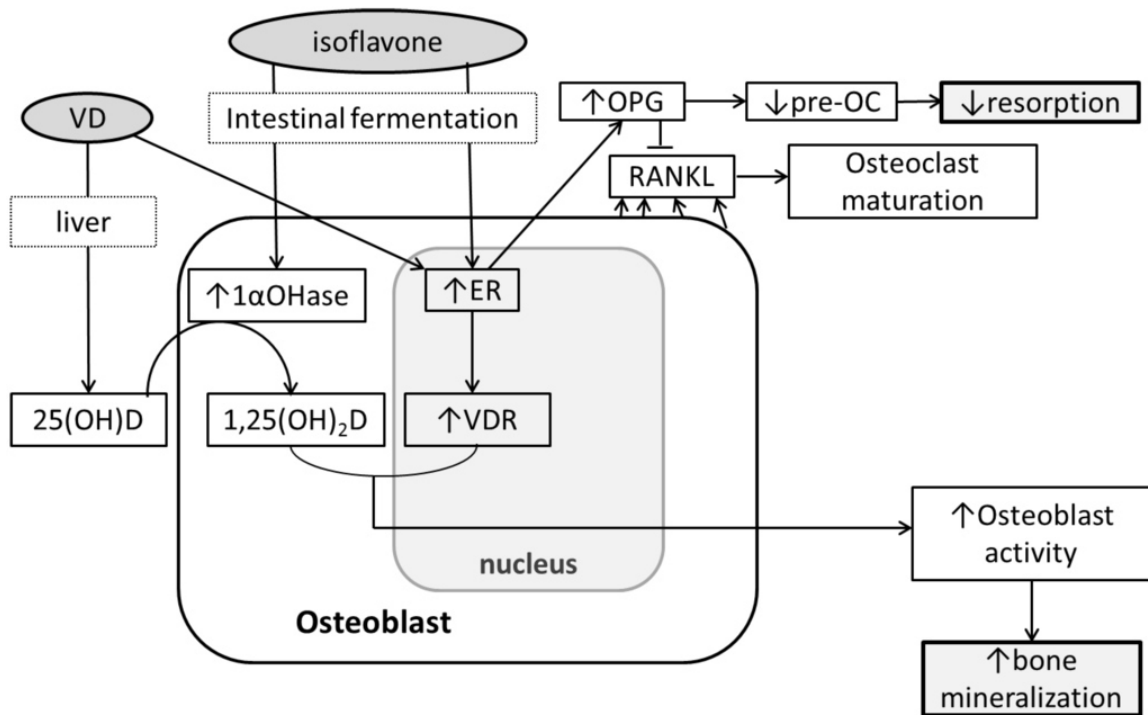 isoflavone
VD
Intestinal fermentation
↑OPG
↓pre-OC
↓resorption
RANKL
Osteoclast
maturation
liver
↑1αOHase
↑ER
25(OH)D
1,25(OH)₂D
↑VDR
nucleus
Osteoblast
↑Osteoblast
activity
↑bone
mineralization